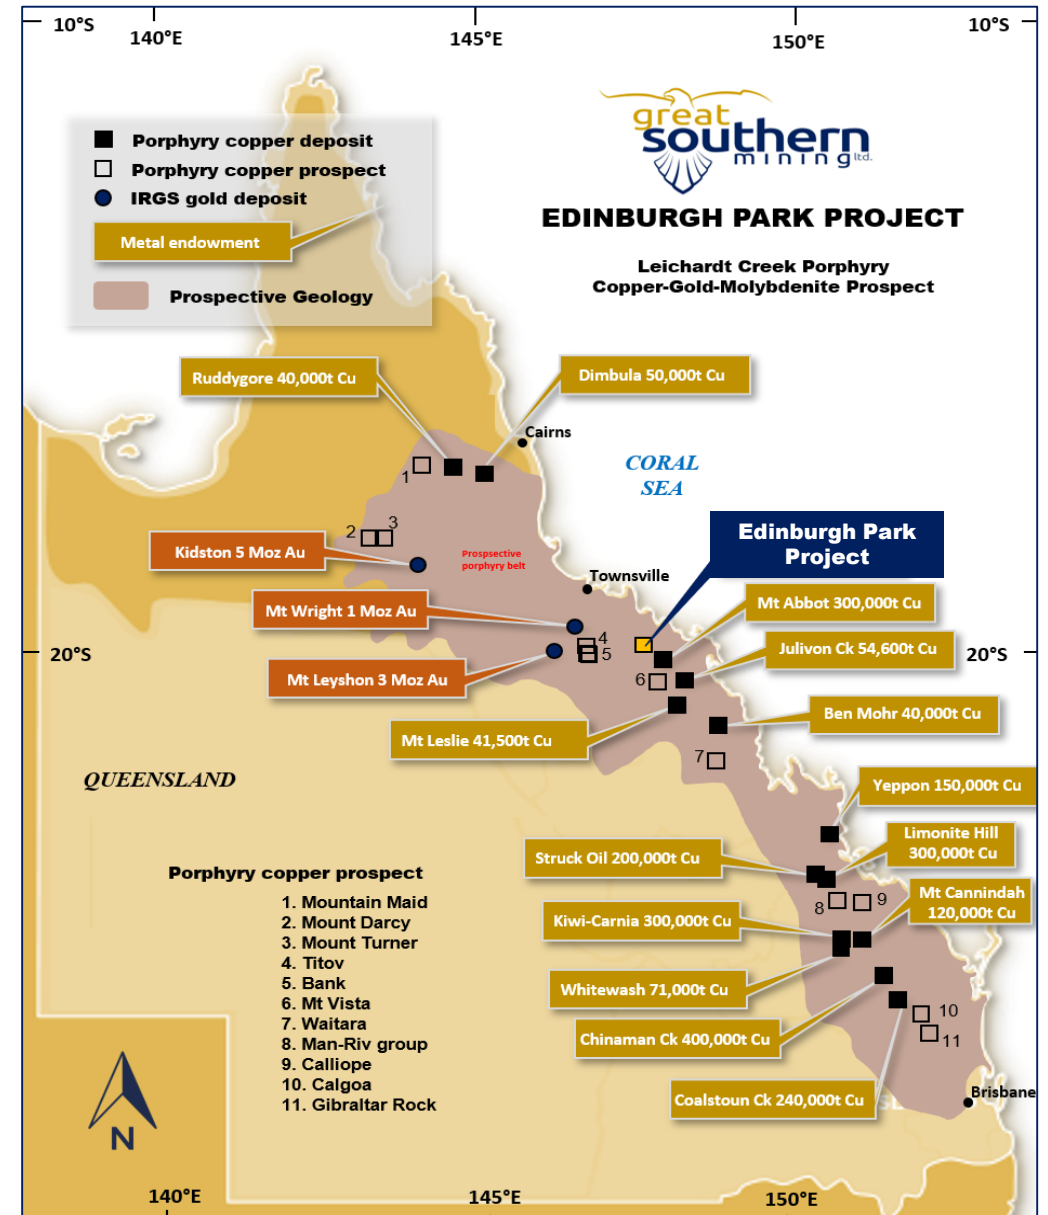 10°S
140°E
145°E
150°E
10°S
great
southern
mining ltd.
EDINBURGH PARK PROJECT
Leichardt Creek Porphyry
Copper-Gold-Molybdenite Prospect
Porphyry copper deposit
Porphyry copper prospect
IRGS gold deposit
Metal endowment
Prospective Geology
Ruddygore 40,000t Cu
Dimbula 50,000t Cu
Cairns
CORAL
SEA
1
2
3
Kidston 5 Moz Au
Prospsective
porphyry belt
Edinburgh Park
Project
Townsville
Mt Wright 1 Moz Au
Mt Abbot 300,000t Cu
4
5
20°S
20°S
Julivon Ck 54,600t Cu
Mt Leyshon 3 Moz Au
6
Ben Mohr 40,000t Cu
Mt Leslie 41,500t Cu
7
QUEENSLAND
Yeppon 150,000t Cu
Limonite Hill
300,000t Cu
Struck Oil 200,000t Cu
8
9
Mt Cannindah
120,000t Cu
Kiwi-Carnia 300,000t Cu
Whitewash 71,000t Cu
Chinaman Ck 400,000t Cu
10
11
Coalstoun Ck 240,000t Cu
Brisbane
Porphyry copper prospect
1. Mountain Maid
2. Mount Darcy
3. Mount Turner
4. Titov
5. Bank
6. Mt Vista
7. Waitara
8. Man-Riv group
9. Calliope
10. Calgoa
11. Gibraltar Rock
N
140°E
145°E
150°E